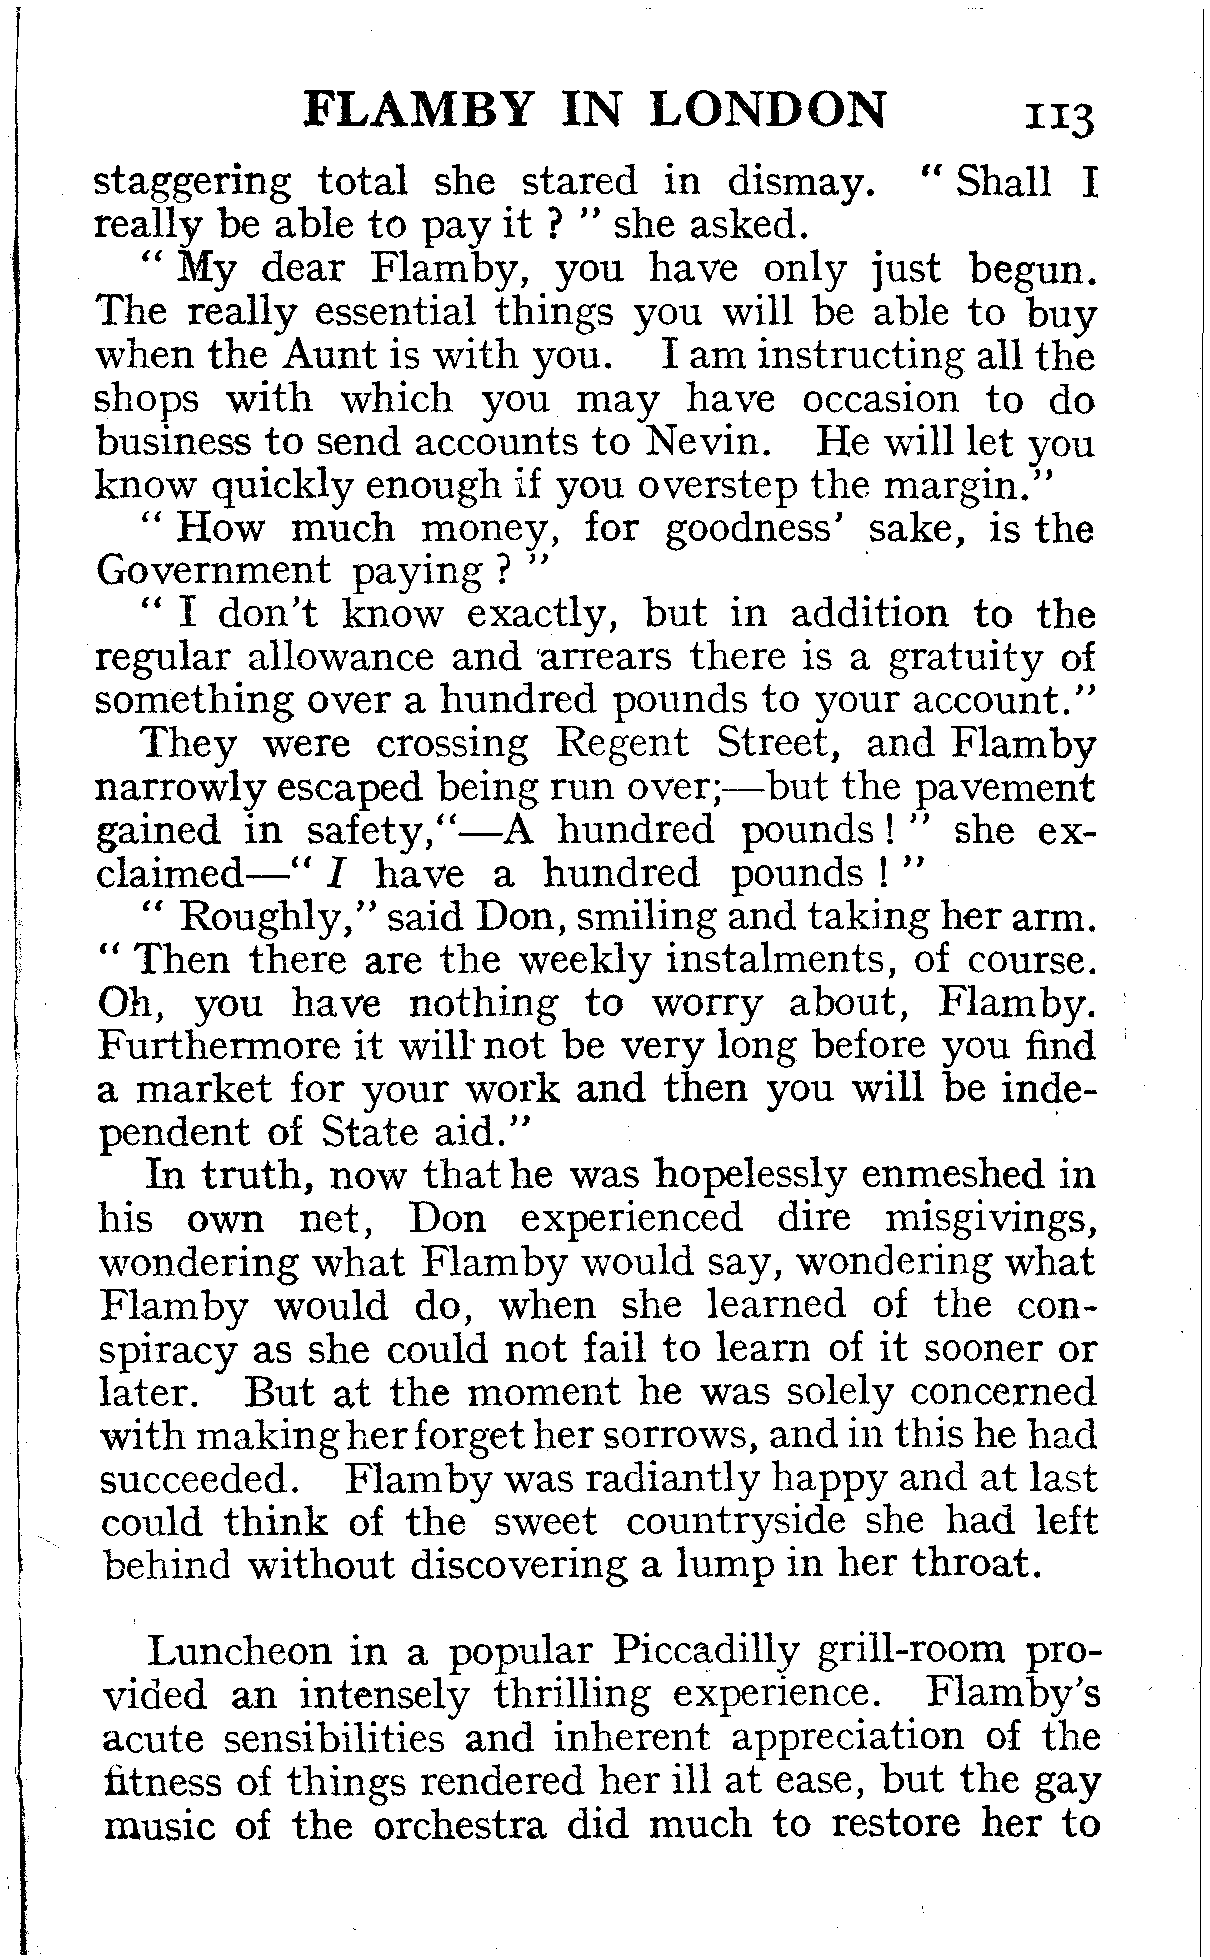 FLAMBY IN LONDON 113
staggering total she stared in dismay. “ Shall I
really be able to pay it ? ” she asked.
“ My dear Flamby, you have only just begun.
The really essential things you will be able to buy
when the Aunt is with you. I am instructing all the
shops with which you may have occasion to do
business to send accounts to Nevin. He will let you
know quickly enough if you overstep the margin.”
“ How much money, for goodness’ sake, is the
Government paying ? ”
“ I don’t know exactly, but in addition to the
regular allowance and arrears there is a gratuity of
something over a hundred pounds to your account.”
They were crossing Regent Street, and Flamby
narrowly escaped being run over;—but the pavement
gained in safety,“—A hundred pounds ! ” she ex-
claimed—“ I have a hundred pounds ! ”
“ Roughly,” said Don, smiling and taking her arm.
“ Then there are the weekly instalments, of course.
Oh, you have nothing to worry about, Flamby.
Furthermore it will not be very long before you find
a market for your work and then you will be inde-
pendent of State aid.”
In truth, now that he was hopelessly enmeshed in
his own net, Don experienced dire misgivings,
wondering what Flamby would say, wondering what
Flamby would do, when she learned of the con-
spiracy as she could not fail to learn of it sooner or
later. But at the moment he was solely concerned
with making her forget her sorrows, and in this he had
succeeded. Flamby was radiantly happy and at last
could think of the sweet countryside she had left
behind without discovering a lump in her throat.
Luncheon in a popular Piccadilly grill-room pro-
vided an intensely thrilling experience. Flamby’s
acute sensibilities and inherent appreciation of the
fitness of things rendered her ill at ease, but the gay
music of the orchestra did much to restore her to